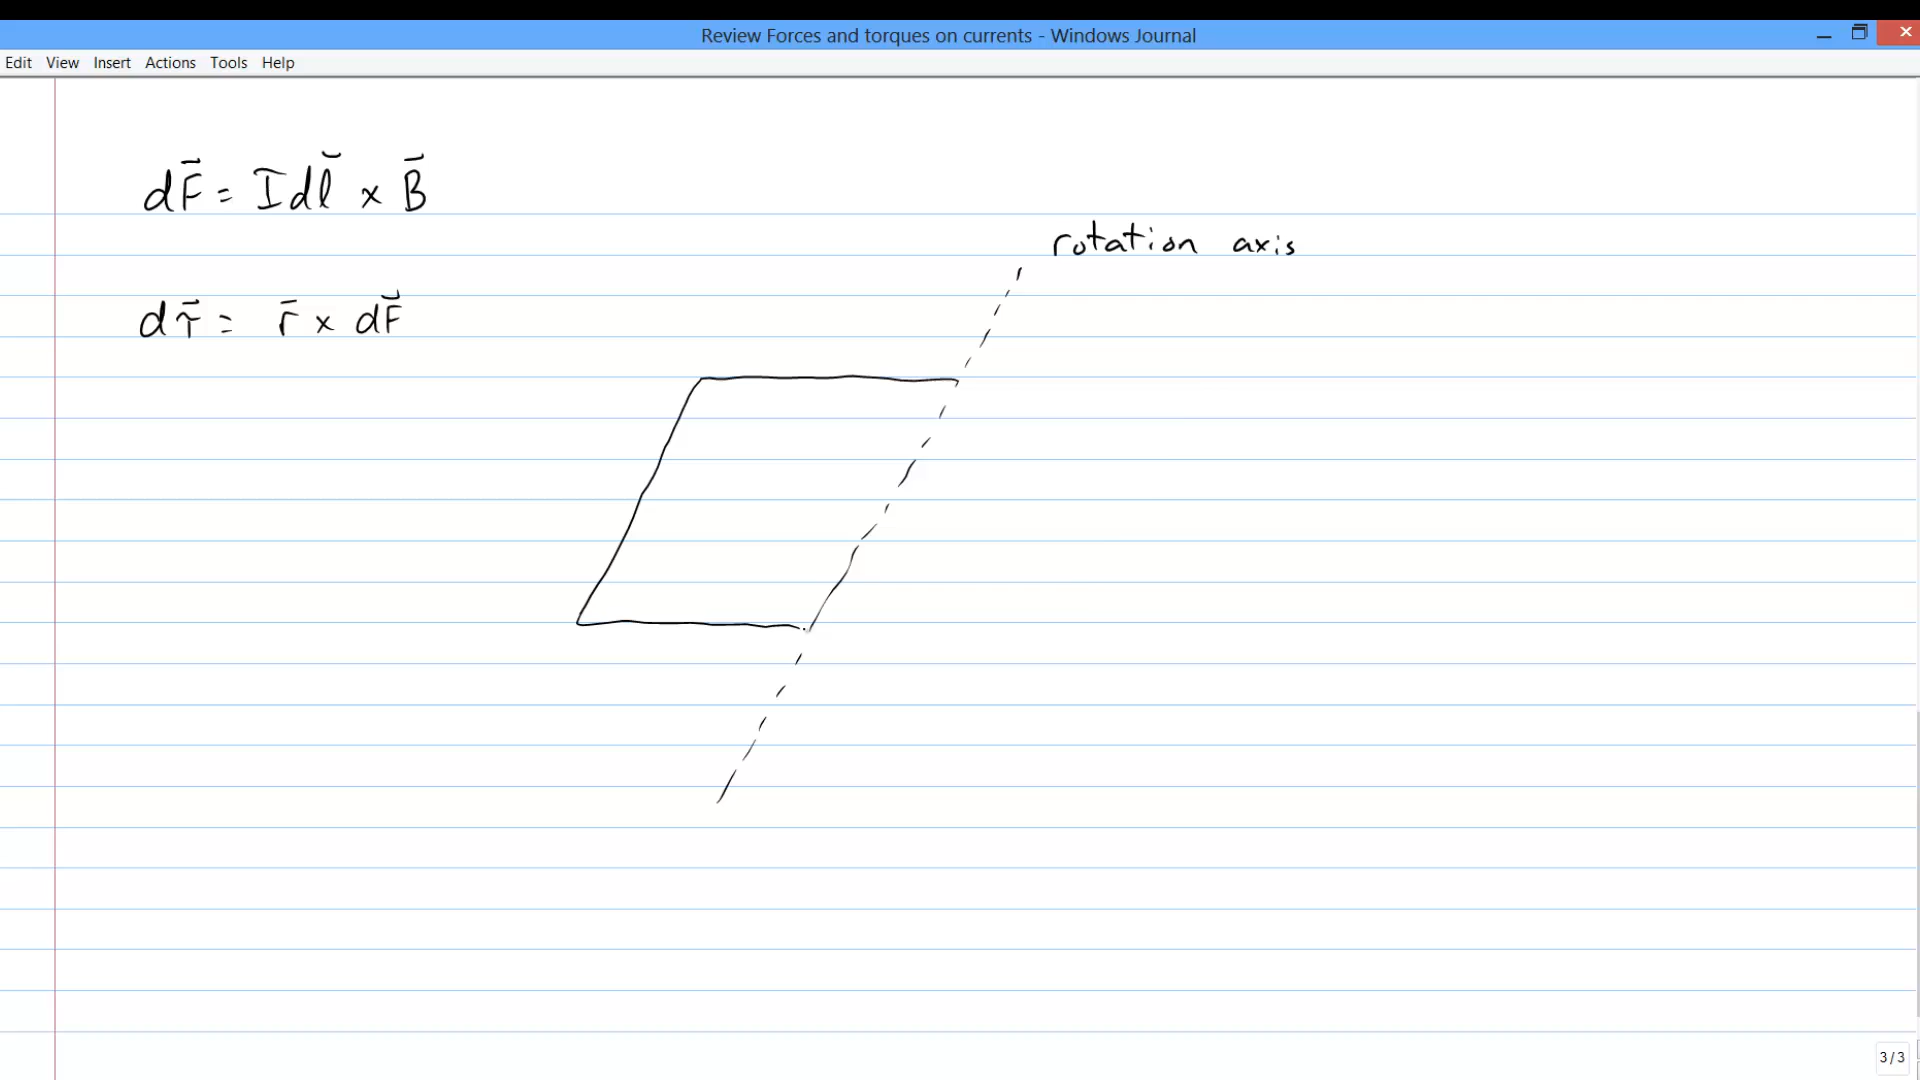 Review Forces and torques on currents - Windows Journal
Edit View Insert Actions Tools Help
dF⃗ = Idl⃗ × B⃗
rotation axis
dτ⃗ = r⃗ × dF⃗
3/3